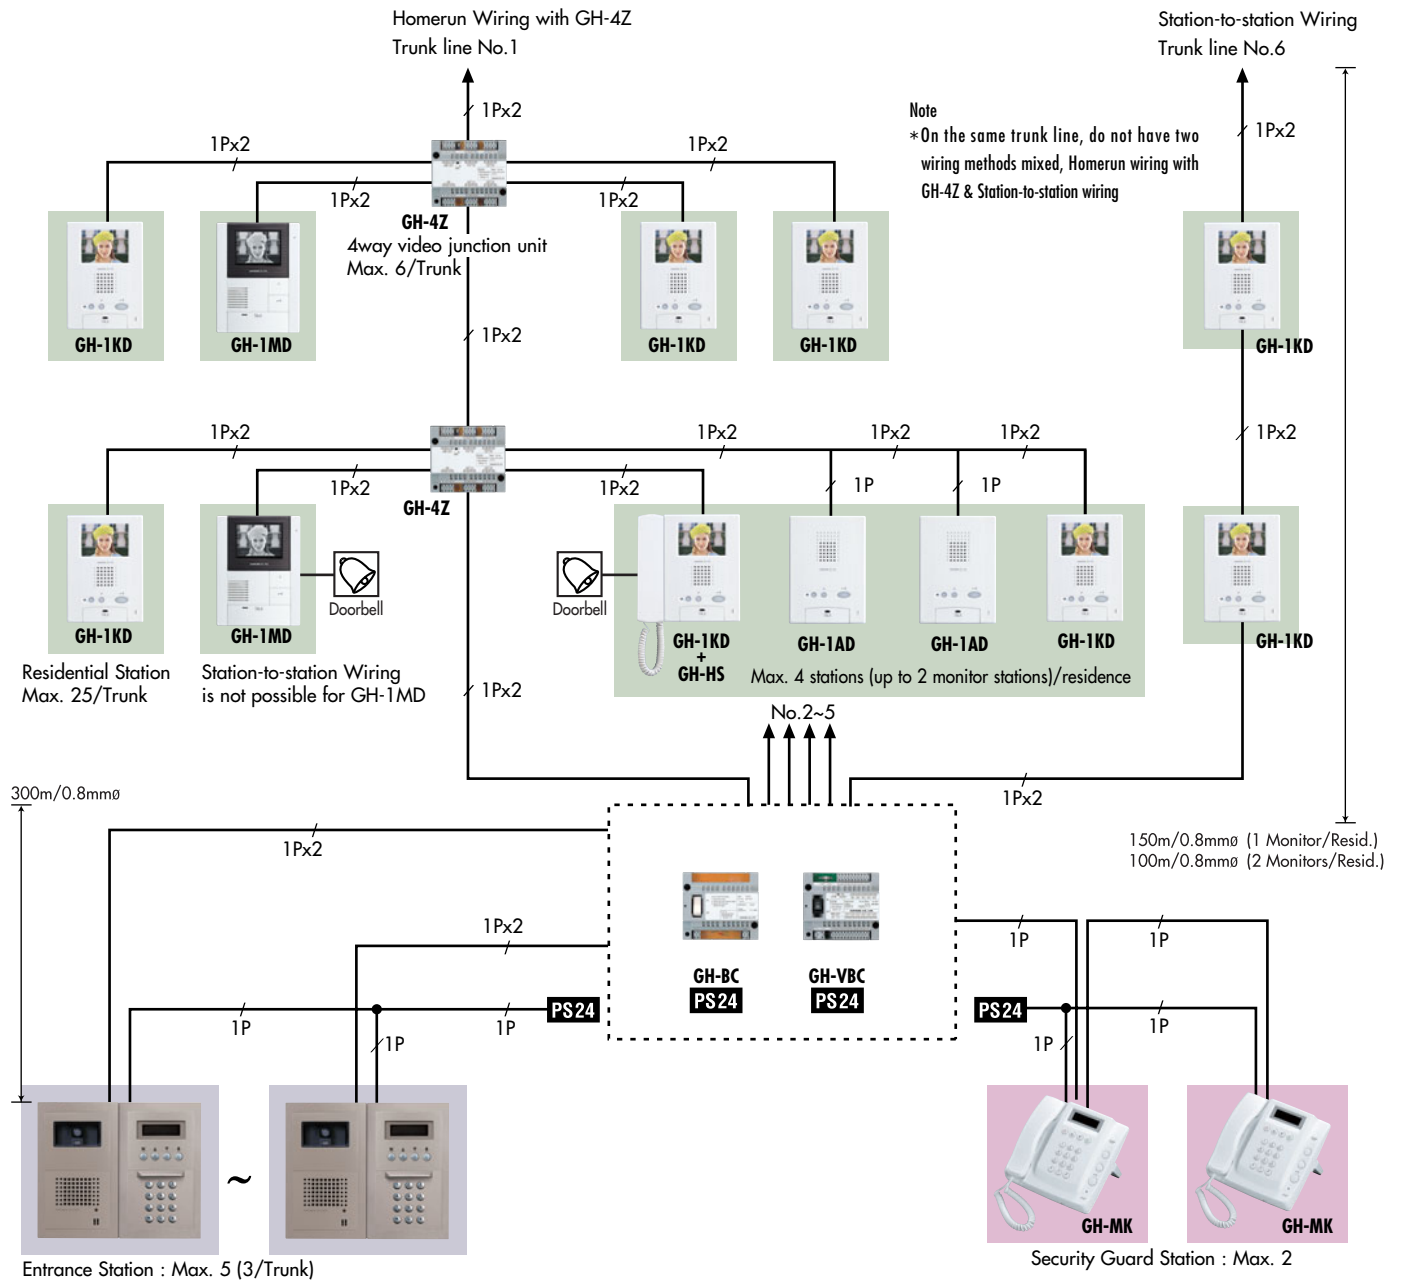 Homerun Wiring with GH-4Z
Trunk line No.1
Station-to-station Wiring
Trunk line No.6
1Px2
1Px2
1Px2
1Px2
1Px2
1Px2
Note
*On the same trunk line, do not have two
wiring methods mixed, Homerun wiring with
GH-4Z & Station-to-station wiring
GH-4Z
4way video junction unit
Max. 6/Trunk
GH-1KD
GH-1MD
GH-1KD
GH-1KD
GH-1KD
1Px2
1Px2
1Px2
1Px2
1Px2
1Px2
1Px2
1Px2
1P
1P
GH-4Z
Doorbell
Doorbell
GH-1KD
GH-1MD
GH-1KD
+
GH-HS
GH-1AD
GH-1AD
GH-1KD
GH-1KD
Residential Station
Max. 25/Trunk
Station-to-station Wiring
is not possible for GH-1MD
Max. 4 stations (up to 2 monitor stations)/residence
1Px2
No.2~5
300m/0.8mmø
1Px2
1Px2
150m/0.8mmø (1 Monitor/Resid.)
100m/0.8mmø (2 Monitors/Resid.)
1Px2
1P
1P
GH-BC
PS24
GH-VBC
PS24
PS24
PS24
1P
1P
1P
1P
1P
~
GH-MK
GH-MK
Entrance Station : Max. 5 (3/Trunk)
Security Guard Station : Max. 2